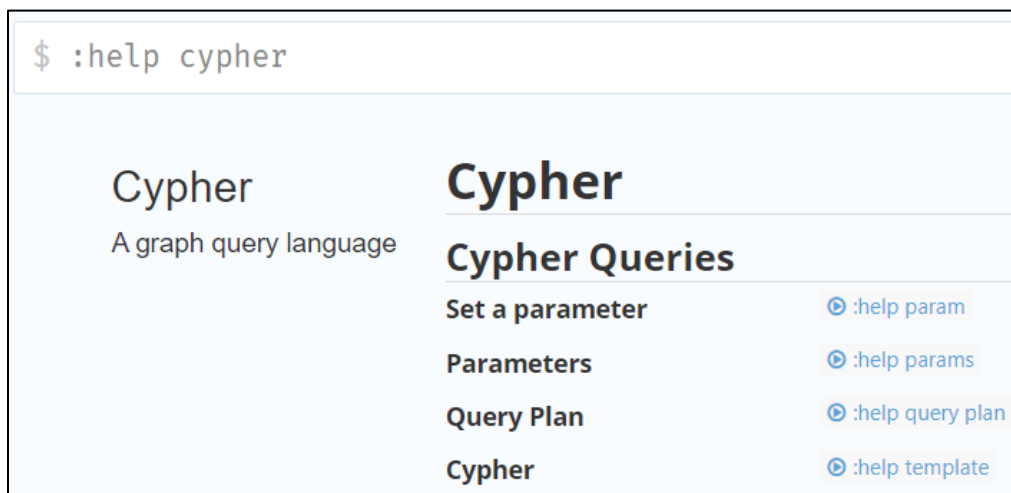 $ :help cypher
Cypher
A graph query language
Cypher
Cypher Queries
Set a parameter :help param
Parameters :help params
Query Plan :help query plan
Cypher :help template